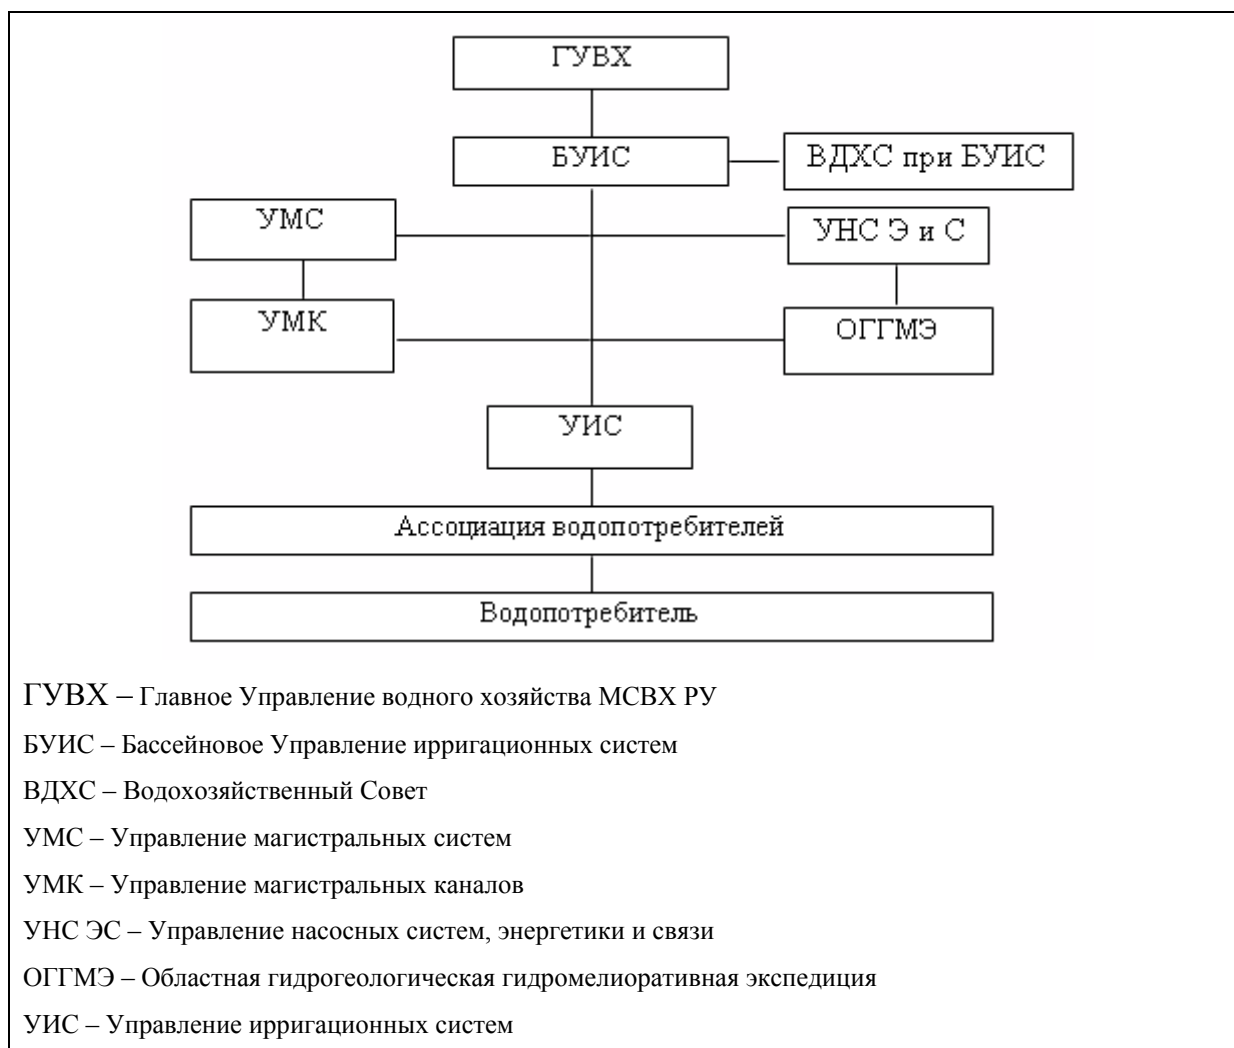 ГУВХ
БУИС
ВДХС при БУИС
УМС
УНС Э и С
УМК
ОГГМЭ
УИС
Ассоциация водопотребителей
Водопотребитель
ГУВХ – Главное Управление водного хозяйства МСВХ РУ
БУИС – Бассейновое Управление ирригационных систем
ВДХС – Водохозяйственный Совет
УМС – Управление магистральных систем
УМК – Управление магистральных каналов
УНС ЭС – Управление насосных систем, энергетики и связи
ОГГМЭ – Областная гидрогеологическая гидромелиоративная экспедиция
УИС – Управление ирригационных систем